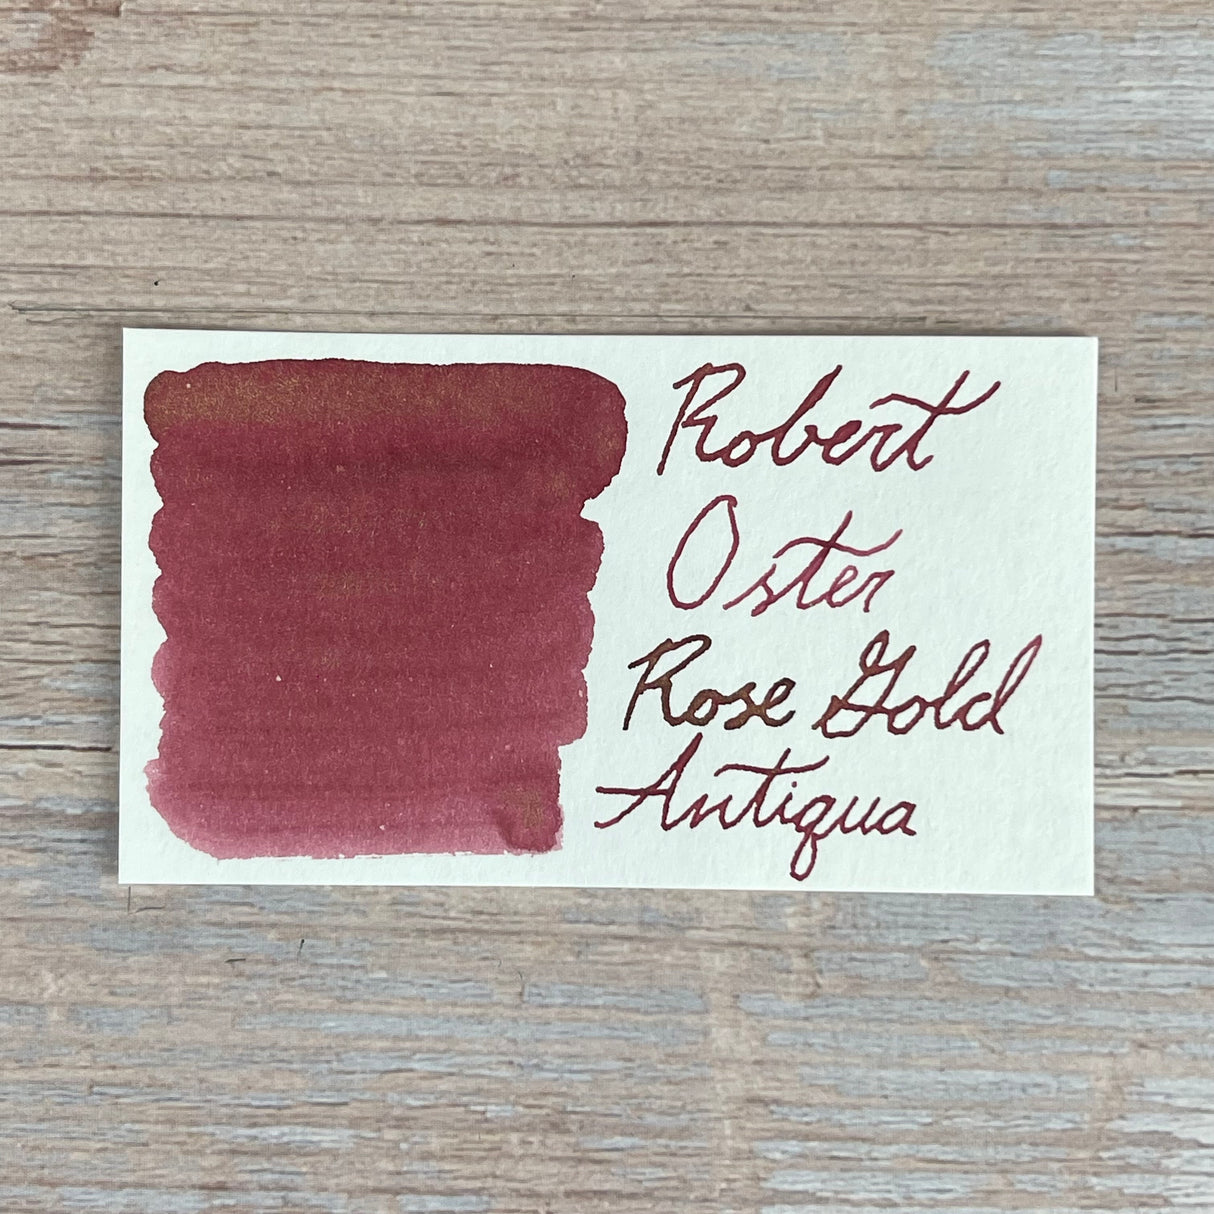 Robert
Oster
Rose Gold
Antiqua